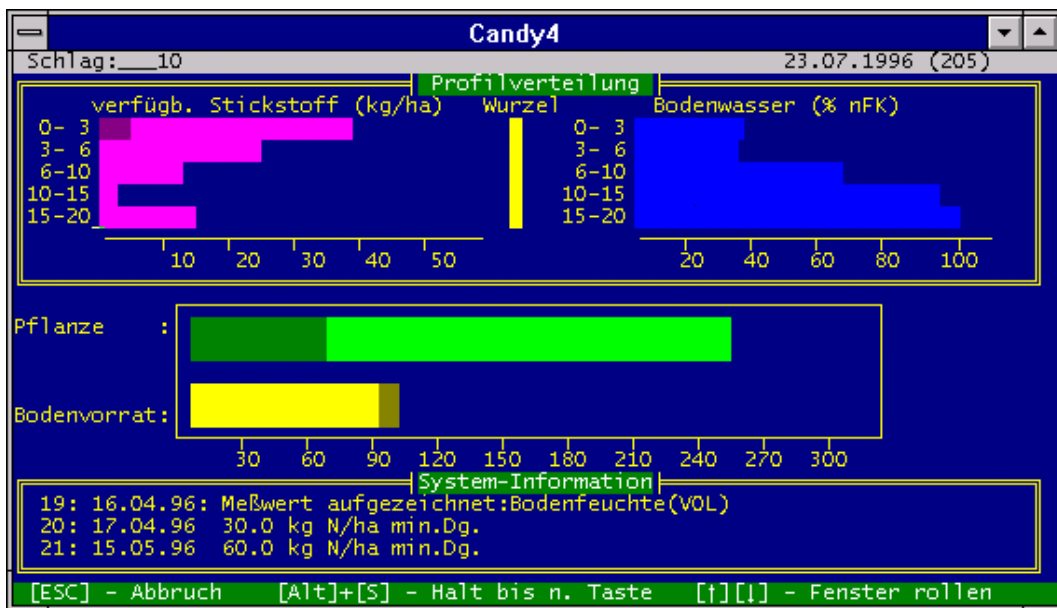 Candy4
Schlag:___10 23.07.1996 (205)
Profilverteilung
verfügb. Stickstoff (kg/ha) Wurzel Bodenwasser (% nFK)
0- 3 0- 3
3- 6 3- 6
6-10 6-10
10-15 10-15
15-20 15-20
10 20 30 40 50 20 40 60 80 100
Pflanze :
Bodenvorrat:
30 60 90 120 150 180 210 240 270 300
System-Information
19: 16.04.96: Meßwert aufgezeichnet:Bodenfeuchte(VOL)
20: 17.04.96 30.0 kg N/ha min.Dg.
21: 15.05.96 60.0 kg N/ha min.Dg.
[ESC] - Abbruch [Alt]+[S] - Halt bis n. Taste [↑][↓] - Fenster rollen